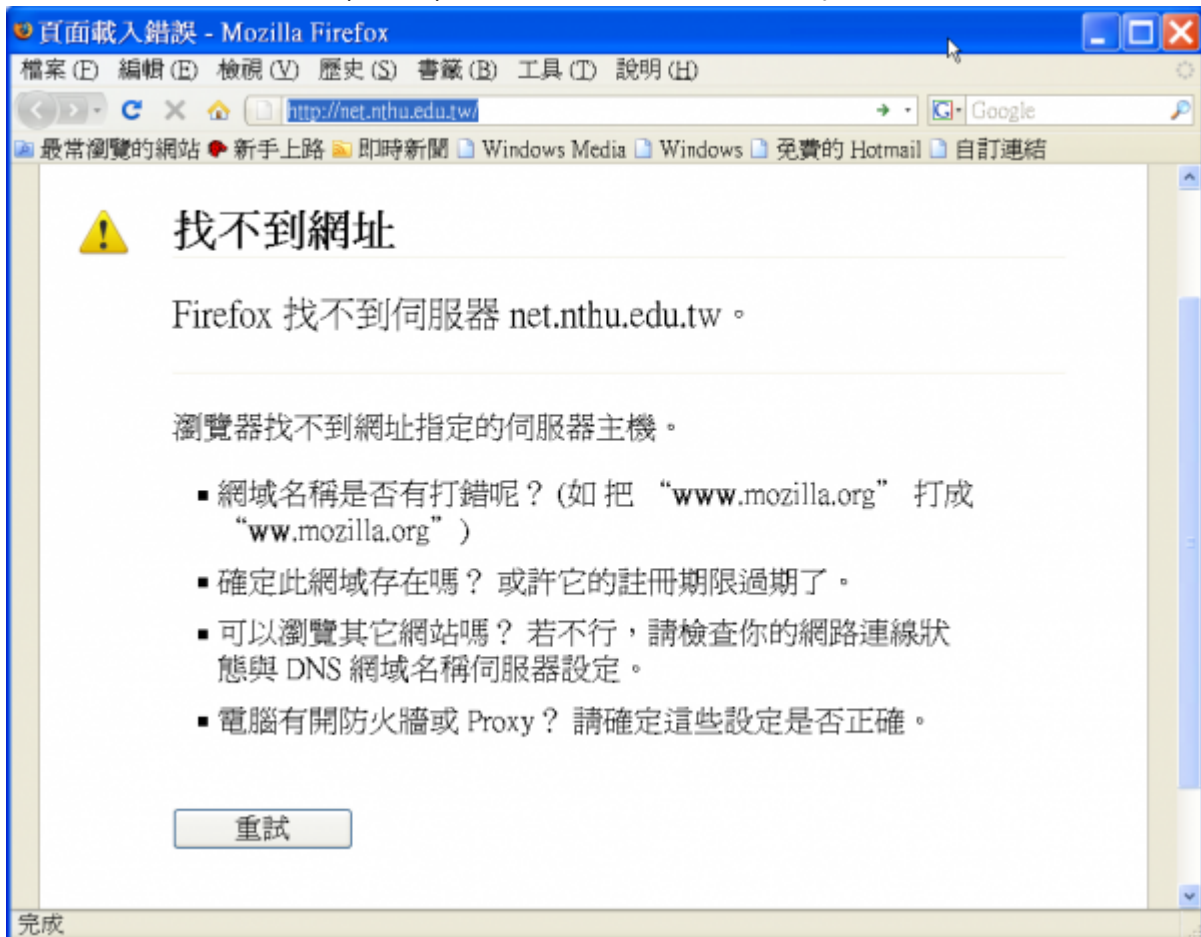 頁面載入錯誤 - Mozilla Firefox
檔案(F) 編輯(E) 檢視(V) 歷史(S) 書籤(B) 工具(T) 說明(H)
http://net.nthu.edu.tw/ G Google
最常瀏覽的網站 新手上路 即時新聞 Windows Media Windows 免費的 Hotmail 自訂連結
找不到網址
Firefox 找不到伺服器 net.nthu.edu.tw。
瀏覽器找不到網址指定的伺服器主機。
網域名稱是否有打錯呢？ (如 把 “www.mozilla.org” 打成
“ww.mozilla.org” )
確定此網域存在嗎？ 或許它的註冊期限過期了。
可以瀏覽其它網站嗎？ 若不行，請檢查你的網路連線狀
態與 DNS 網域名稱伺服器設定。
電腦有開防火牆或 Proxy？ 請確定這些設定是否正確。
重試
完成